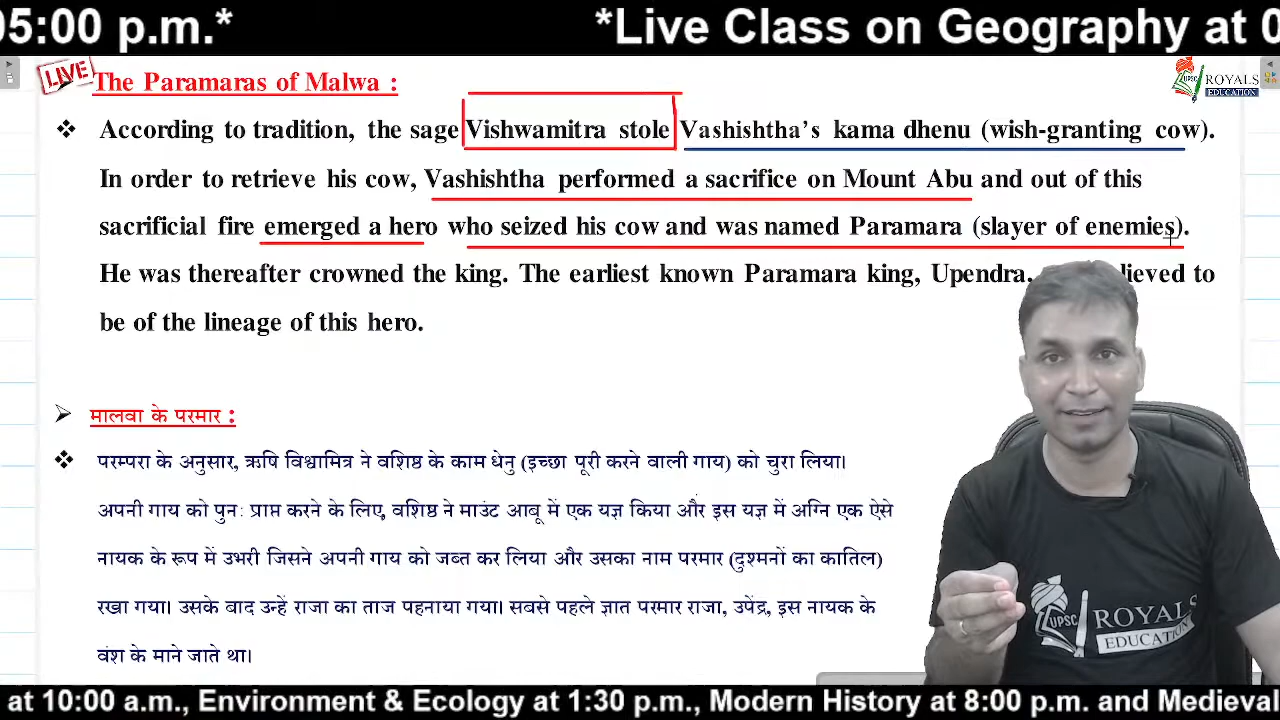 05:00 p.m.* *Live Class on Geography at 0
LIVE The Paramaras of Malwa :
UPSC ROYALS
EDUCATION
❖ According to tradition, the sage Vishwamitra stole Vashishtha's kama dhenu (wish-granting cow).
In order to retrieve his cow, Vashishtha performed a sacrifice on Mount Abu and out of this
sacrificial fire emerged a hero who seized his cow and was named Paramara (slayer of enemies).
He was thereafter crowned the king. The earliest known Paramara king, Upendra, to
be of the lineage of this hero.
➢ मालवा के परमार :
❖ परम्परा के अनुसार, ऋषि विश्वामित्र ने वशिष्ठ के काम धेनु (इच्छा पूरी करने वाली गाय) को चुरा लिया।
अपनी गाय को पुनः प्राप्त करने के लिए, वशिष्ठ ने माउंट आबू में एक यज्ञ किया और इस यज्ञ में अग्नि एक ऐसे
नायक के रूप में उभरी जिसने अपनी गाय को जब्त कर लिया और उसका नाम परमार (दुश्मनों का कातिल)
रखा गया। उसके बाद उन्हें राजा का ताज पहनाया गया। सबसे पहले ज्ञात परमार राजा, उपेंद्र, इस नायक के
वंश के माने जाते था।
UPSC ROYALS
EDUCATION
at 10:00 a.m., Environment & Ecology at 1:30 p.m., Modern History at 8:00 p.m. and Medieval